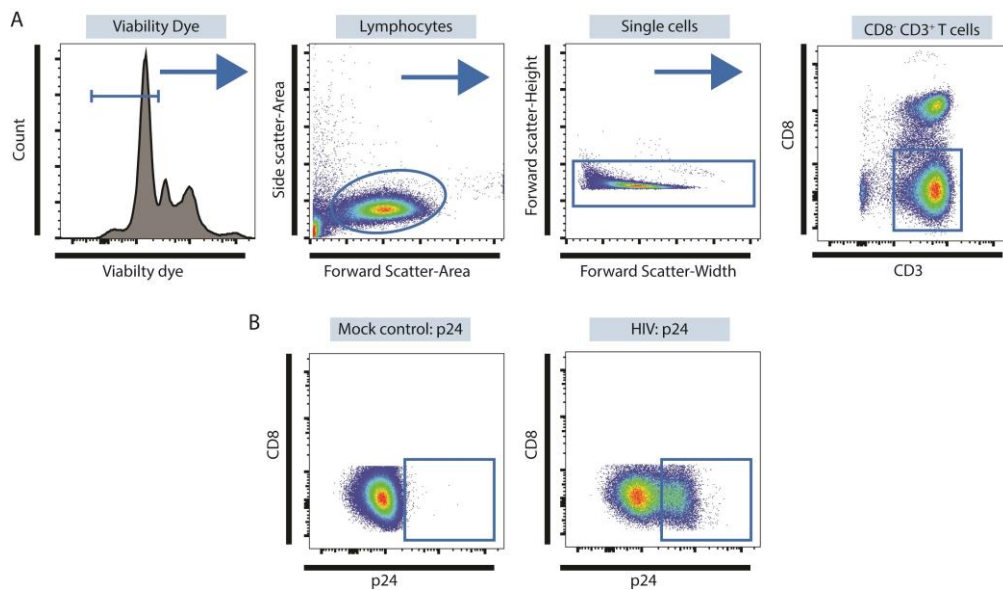 A
Viability Dye
Count
Viabilty dye
Lymphocytes
Side scatter-Area
Forward Scatter-Area
Single cells
Forward scatter-Height
Forward Scatter-Width
CD8- CD3+ T cells
CD8
CD3
B
Mock control: p24
CD8
p24
HIV: p24
CD8
p24